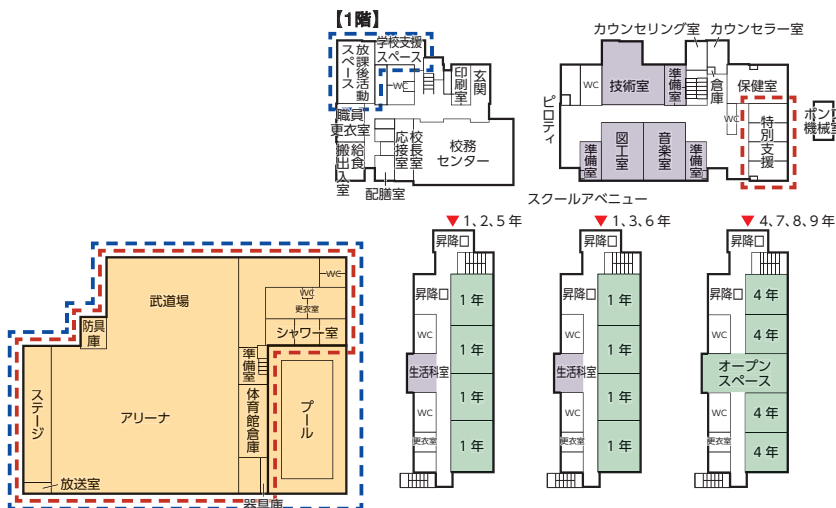 【1階】
放課後活動
スペース
学校支援
スペース
WC
印刷室
玄関
職員
更衣室
給食
搬出入
室
配膳室
応接室
校長室
校務
センター
カウンセリング室
カウンセラー室
WC
技術室
準備室
倉庫
保健室
ピロティ
WC
特別支援
準備室
図工室
音楽室
準備室
機械室
スクールアベニュー
1、2、5年
昇降口
昇降口
1年
WC
1年
生活科室
1年
WC
更衣室
1年
1、3、6年
昇降口
昇降口
1年
WC
1年
生活科室
1年
WC
更衣室
1年
4、7、8、9年
昇降口
昇降口
4年
WC
4年
オープン
スペース
WC
4年
更衣室
4年
武道場
WC
WC
更衣室
シャワー室
防具
庫
準備室
ステージ
アリーナ
体育館倉庫
プール
放送室
器具庫